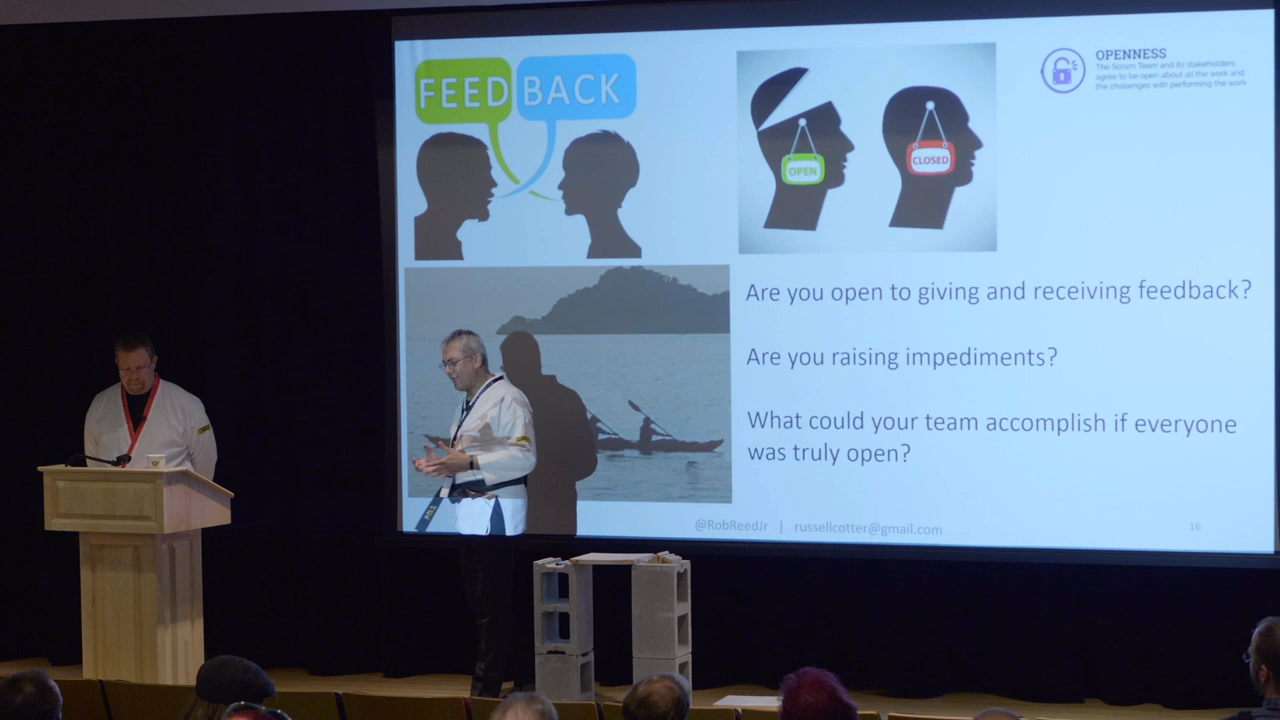 FEEDBACK
OPEN
CLOSED
OPENNESS
The Scrum Team and its stakeholders
agree to be open about all the work and
the challenges with performing the work
Are you open to giving and receiving feedback?
Are you raising impediments?
What could your team accomplish if everyone
was truly open?
@RobReedJr | russellcotter@gmail.com
16